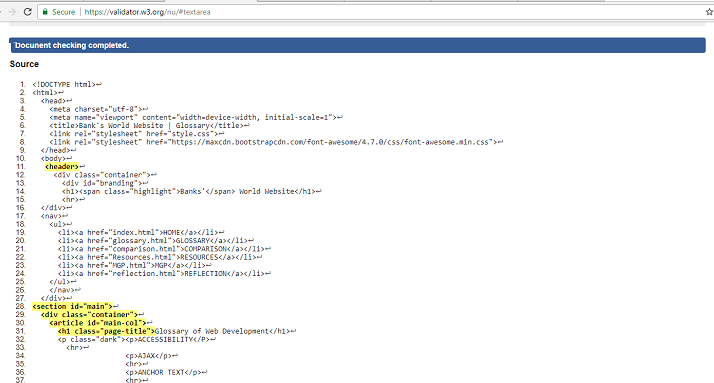 Secure | https://validator.w3.org/nu/#textarea
Document checking completed.
Source
1. <!DOCTYPE html>↩
2. <html>↩
3. <head>↩
4. <meta charset="utf-8">↩
5. <meta name="viewport" content="width=device-width, initial-scale=1">↩
6. <title>Bank's World Website | Glossary</title>↩
7. <link rel="stylesheet" href="style.css">↩
8. <link rel="stylesheet" href="https://maxcdn.bootstrapcdn.com/font-awesome/4.7.0/css/font-awesome.min.css">↩
9. </head>↩
10. <body>↩
11. <header>↩
12. <div class="container">↩
13. <div id="branding">↩
14. <h1><span class="highlight">Banks'</span> World Website</h1>↩
15. <hr>↩
16. </div>↩
17. <nav>↩
18. <ul>↩
19. <li><a href="index.html">HOME</a></li>↩
20. <li><a href="glossary.html">GLOSSARY</a></li>↩
21. <li><a href="comparison.html">COMPARISON</a></li>↩
22. <li><a href="Resources.html">RESOURCES</a></li>↩
23. <li><a href="MGP.html">MGP</a></li>↩
24. <li><a href="reflection.html">REFLECTION</a></li>↩
25. </ul>↩
26. </nav>↩
27. </div>↩
28. <section id="main">↩
29. <div class="container">↩
30. <article id="main-col">↩
31. <h1 class="page-title">Glossary of Web Development</h1>↩
32. <p class="dark"><p>ACCESSIBILITY</P>↩
33. <hr>↩
34. <p>AJAX</p>↩
35. <hr>↩
36. <p>ANCHOR TEXT</p>↩
37. <hr>↩